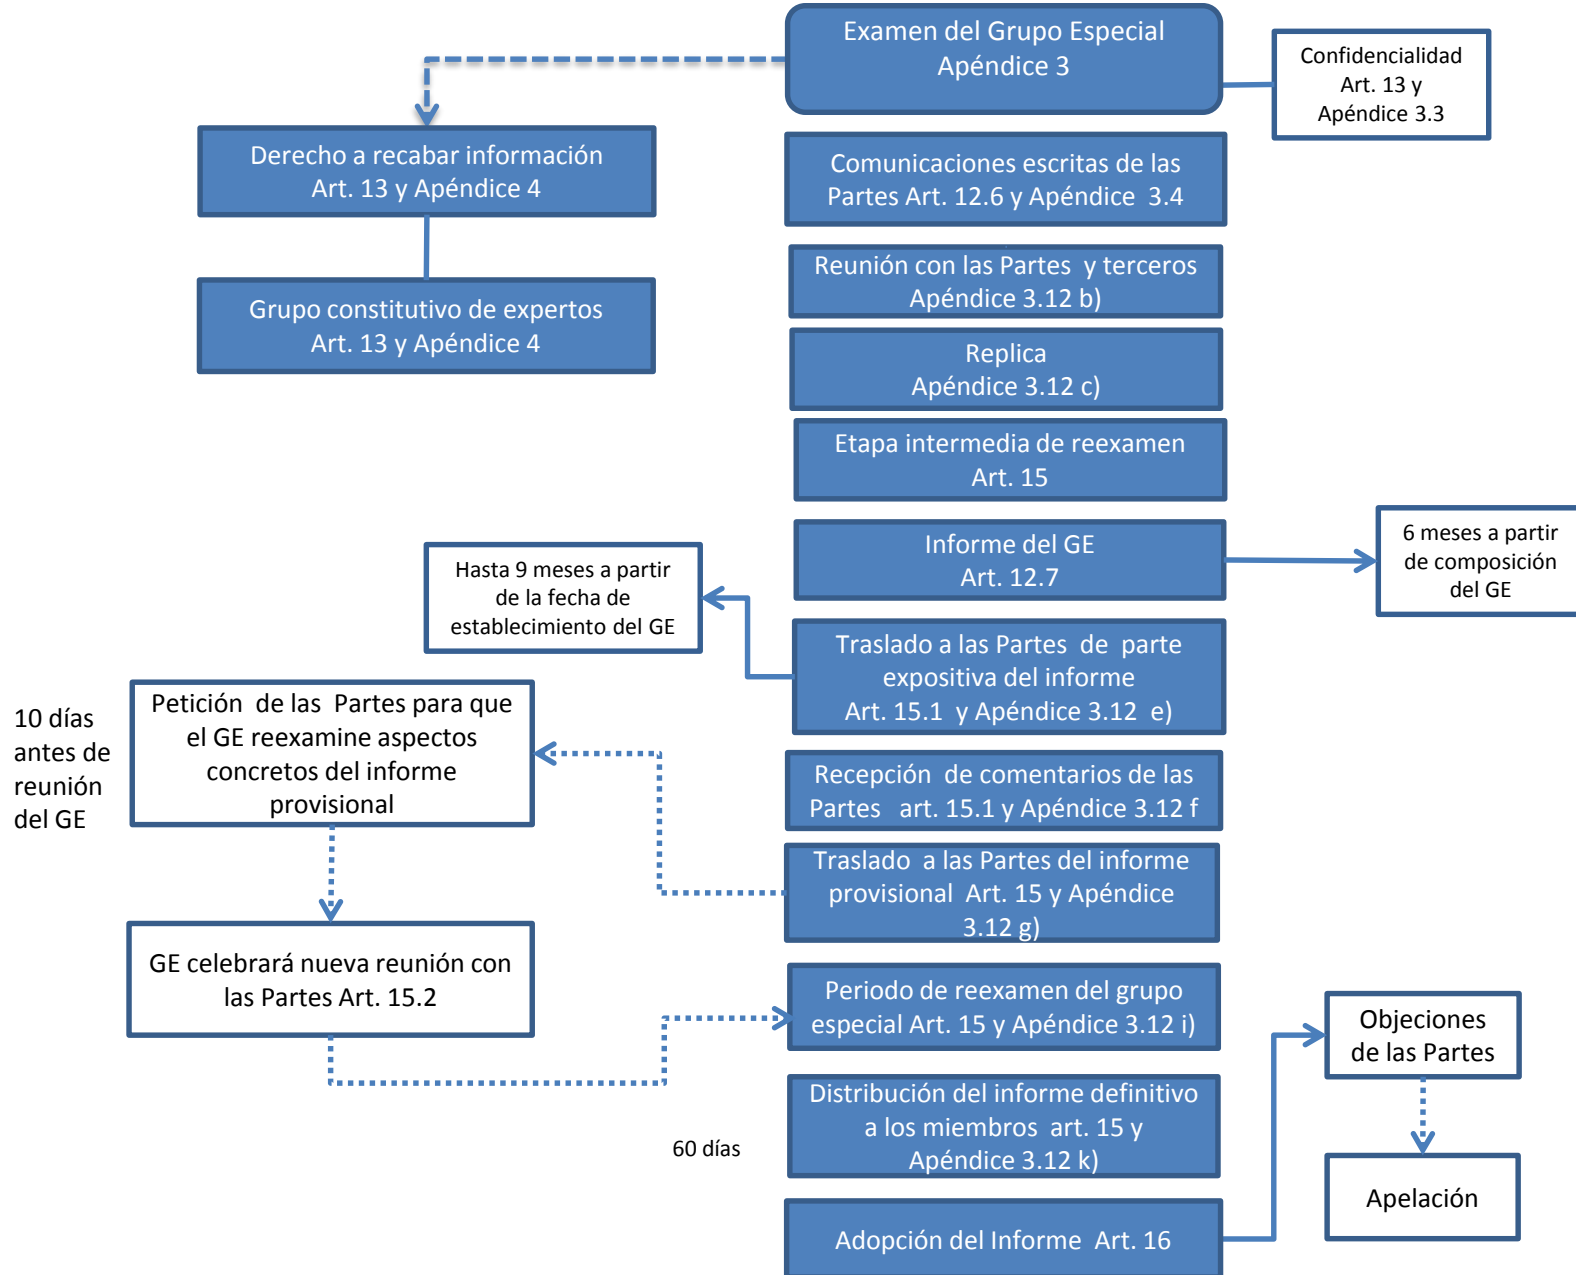 Examen del Grupo Especial
Apéndice 3
Confidencialidad
Art. 13 y
Apéndice 3.3
Derecho a recabar información
Art. 13 y Apéndice 4
Comunicaciones escritas de las
Partes Art. 12.6 y Apéndice 3.4
Grupo constitutivo de expertos
Art. 13 y Apéndice 4
Reunión con las Partes y terceros
Apéndice 3.12 b)
Replica
Apéndice 3.12 c)
Etapa intermedia de reexamen
Art. 15
Informe del GE
Art. 12.7
6 meses a partir
de composición
del GE
Hasta 9 meses a partir
de la fecha de
establecimiento del GE
Traslado a las Partes de parte
expositiva del informe
Art. 15.1 y Apéndice 3.12 e)
10 días
antes de
reunión
del GE
Petición de las Partes para que
el GE reexamine aspectos
concretos del informe
provisional
Recepción de comentarios de las
Partes art. 15.1 y Apéndice 3.12 f
Traslado a las Partes del informe
provisional Art. 15 y Apéndice
3.12 g)
GE celebrará nueva reunión con
las Partes Art. 15.2
Periodo de reexamen del grupo
especial Art. 15 y Apéndice 3.12 i)
Objeciones
de las Partes
60 días
Distribución del informe definitivo
a los miembros art. 15 y
Apéndice 3.12 k)
Apelación
Adopción del Informe Art. 16